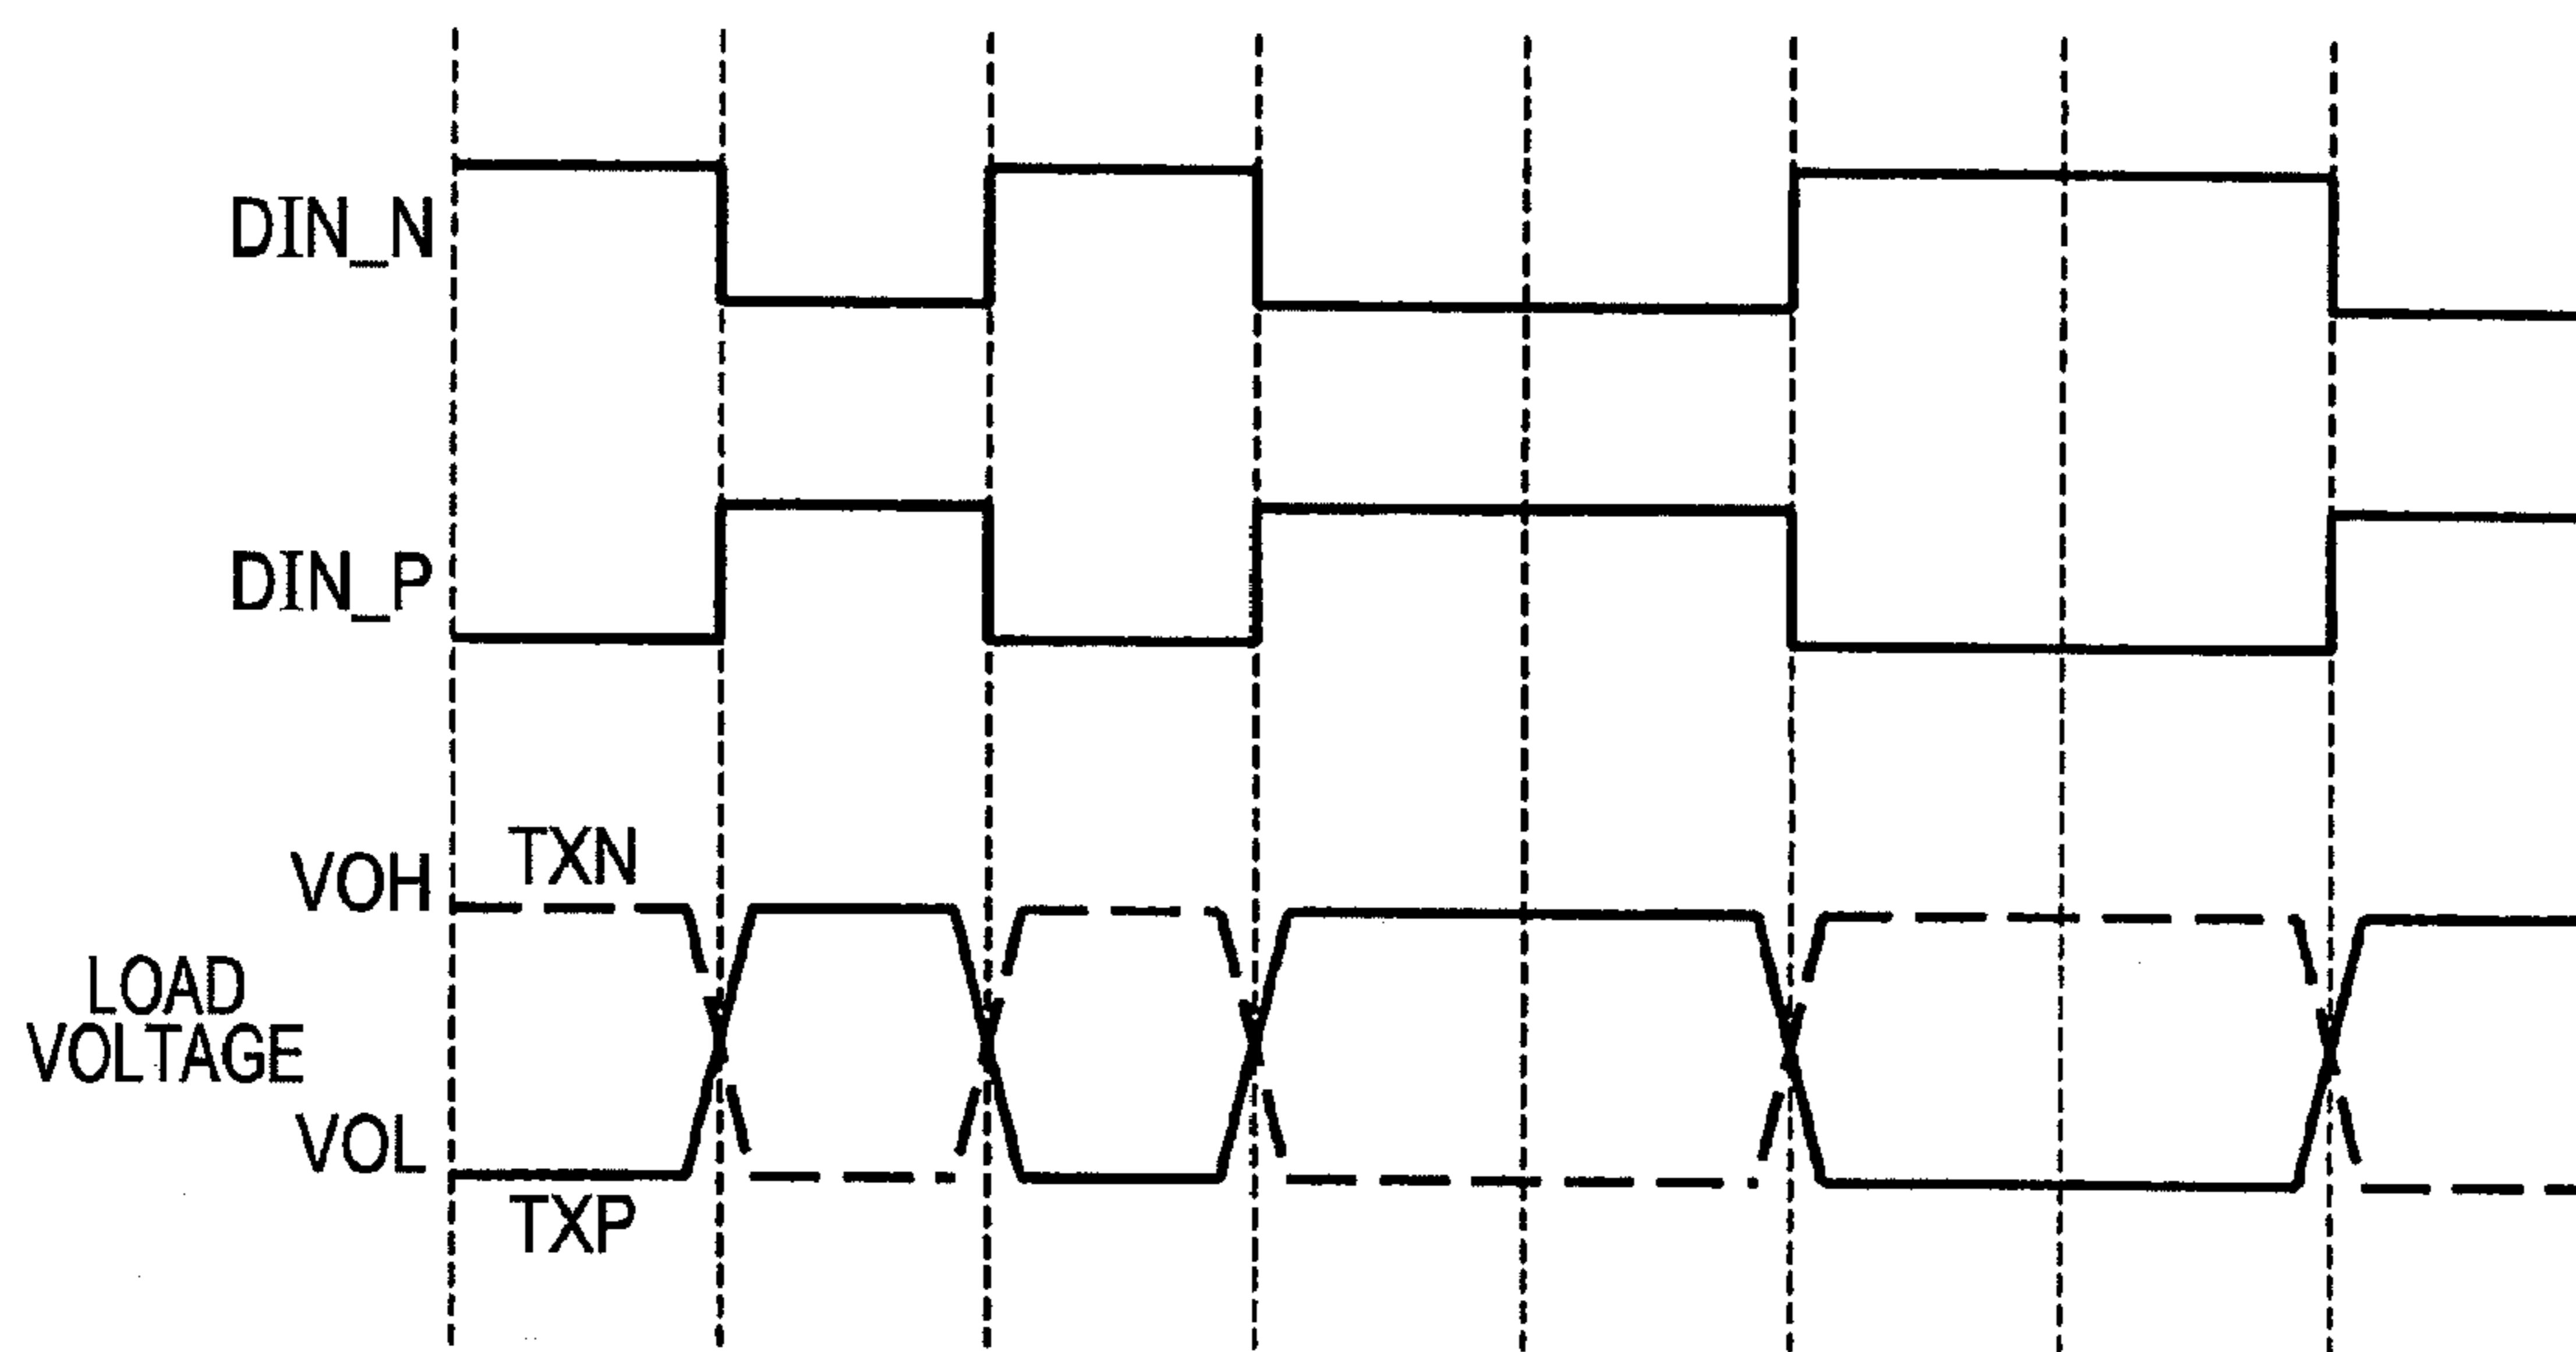 DIN_N
DIN_P
TXN
VOH
LOAD
VOLTAGE
VOL
TXP